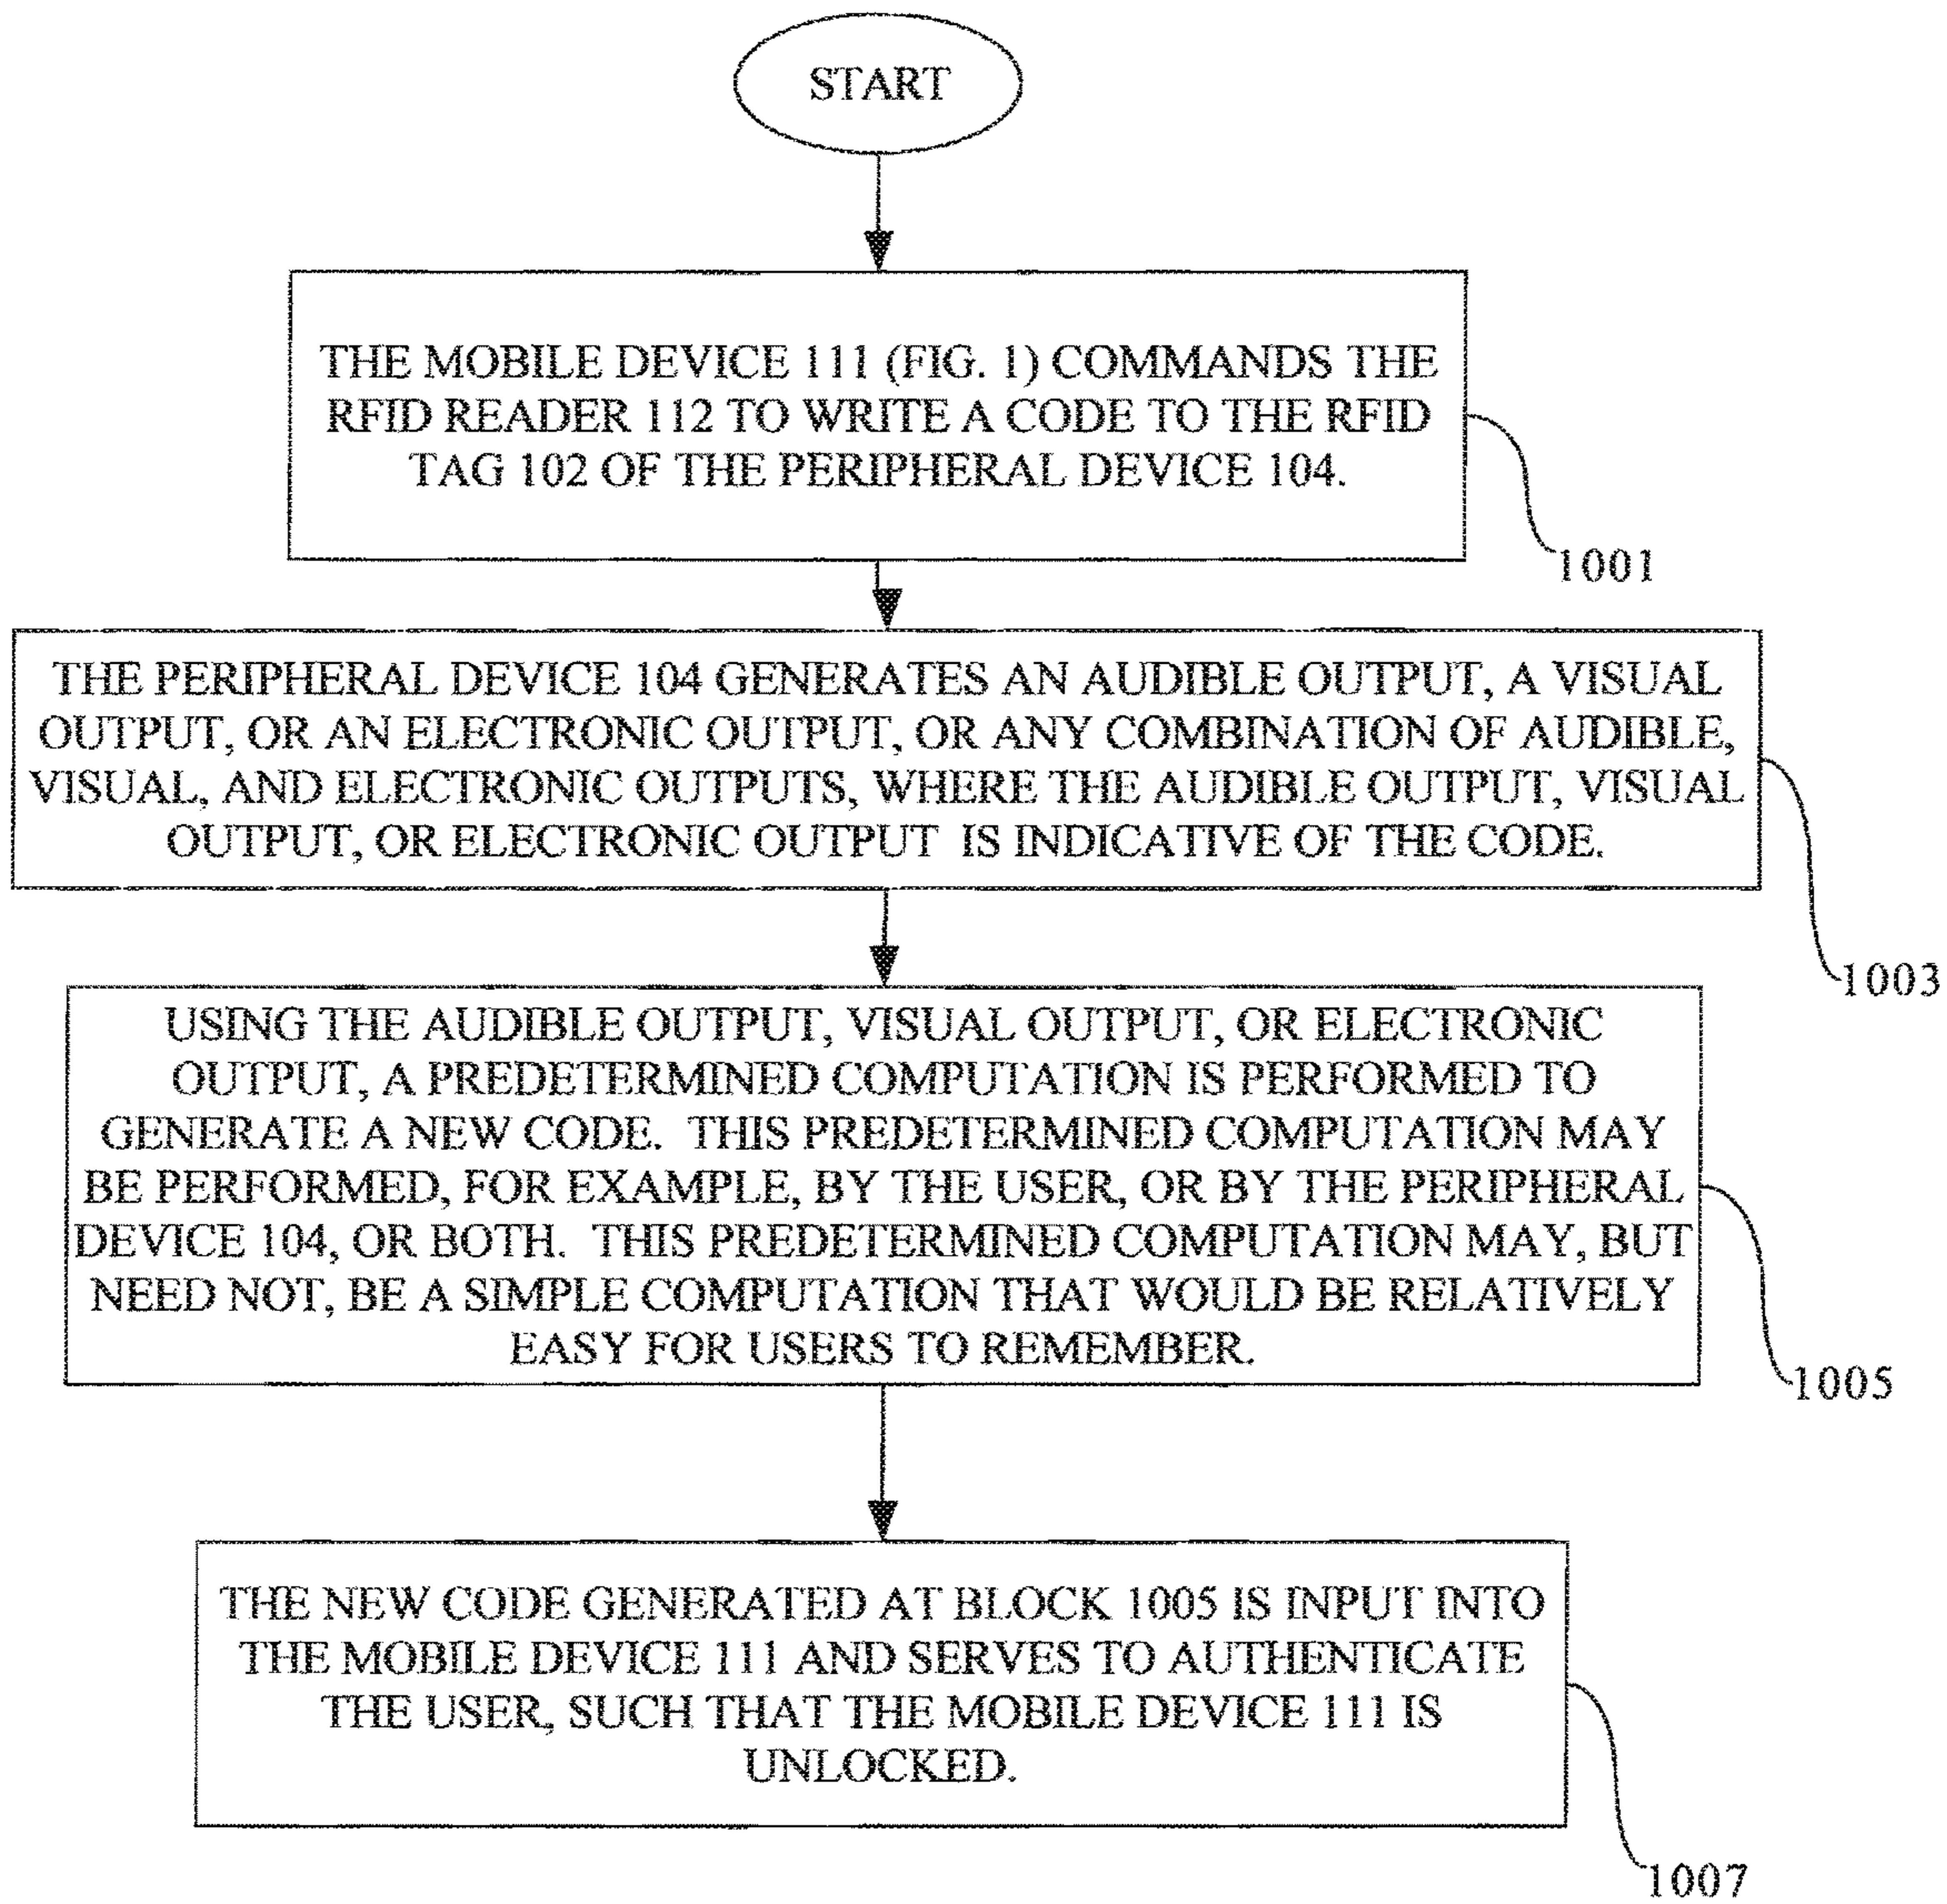 START
THE MOBILE DEVICE 111 (FIG. 1) COMMANDS THE
RFID READER 112 TO WRITE A CODE TO THE RFID
TAG 102 OF THE PERIPHERAL DEVICE 104.
1001
THE PERIPHERAL DEVICE 104 GENERATES AN AUDIBLE OUTPUT, A VISUAL
OUTPUT, OR AN ELECTRONIC OUTPUT, OR ANY COMBINATION OF AUDIBLE,
VISUAL, AND ELECTRONIC OUTPUTS, WHERE THE AUDIBLE OUTPUT, VISUAL
OUTPUT, OR ELECTRONIC OUTPUT IS INDICATIVE OF THE CODE.
1003
USING THE AUDIBLE OUTPUT, VISUAL OUTPUT, OR ELECTRONIC
OUTPUT, A PREDETERMINED COMPUTATION IS PERFORMED TO
GENERATE A NEW CODE. THIS PREDETERMINED COMPUTATION MAY
BE PERFORMED, FOR EXAMPLE, BY THE USER, OR BY THE PERIPHERAL
DEVICE 104, OR BOTH. THIS PREDETERMINED COMPUTATION MAY, BUT
NEED NOT, BE A SIMPLE COMPUTATION THAT WOULD BE RELATIVELY
EASY FOR USERS TO REMEMBER.
1005
THE NEW CODE GENERATED AT BLOCK 1005 IS INPUT INTO
THE MOBILE DEVICE 111 AND SERVES TO AUTHENTICATE
THE USER, SUCH THAT THE MOBILE DEVICE 111 IS
UNLOCKED.
1007